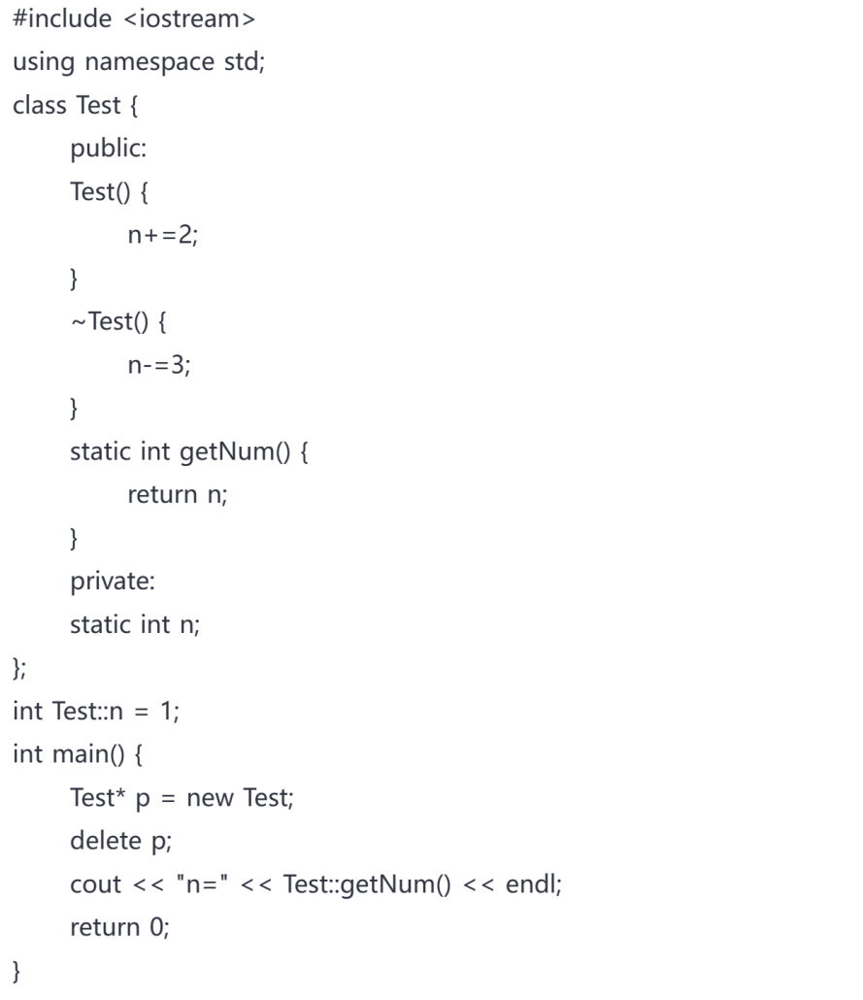 #include <iostream>
using namespace std;
class Test {
public:
Test() {
n+=2;
}
~Test() {
n-=3;
}
static int getNum() {
return n;
}
private:
static int n;
};
int Test::n = 1;
int main() {
Test* p = new Test;
delete p;
cout << "n=" << Test::getNum() << endl;
return 0;
}